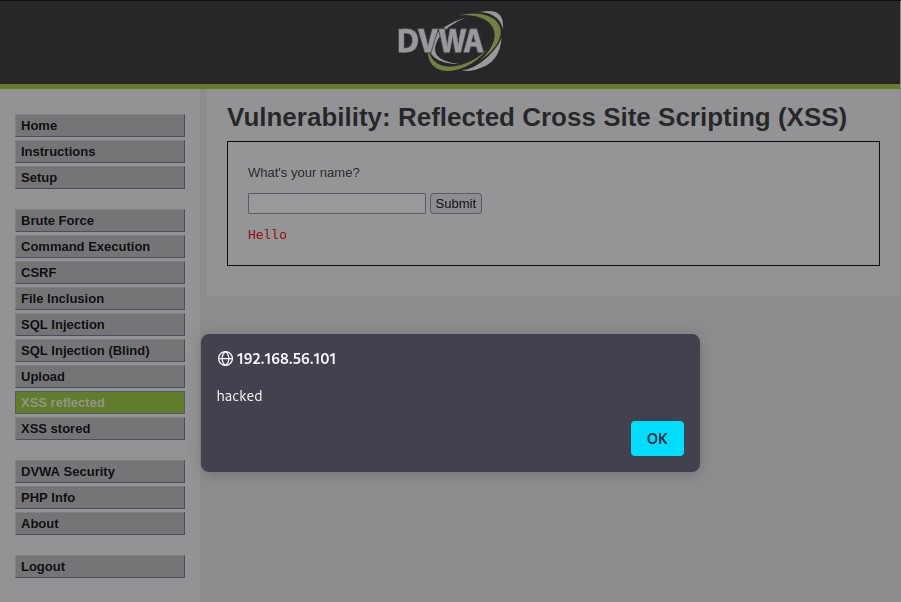 DVWA
Home
Instructions
Setup
Brute Force
Command Execution
CSRF
File Inclusion
SQL Injection
SQL Injection (Blind)
Upload
XSS reflected
XSS stored
DVWA Security
PHP Info
About
Logout
Vulnerability: Reflected Cross Site Scripting (XSS)
What's your name?
Submit
Hello
192.168.56.101
hacked
OK